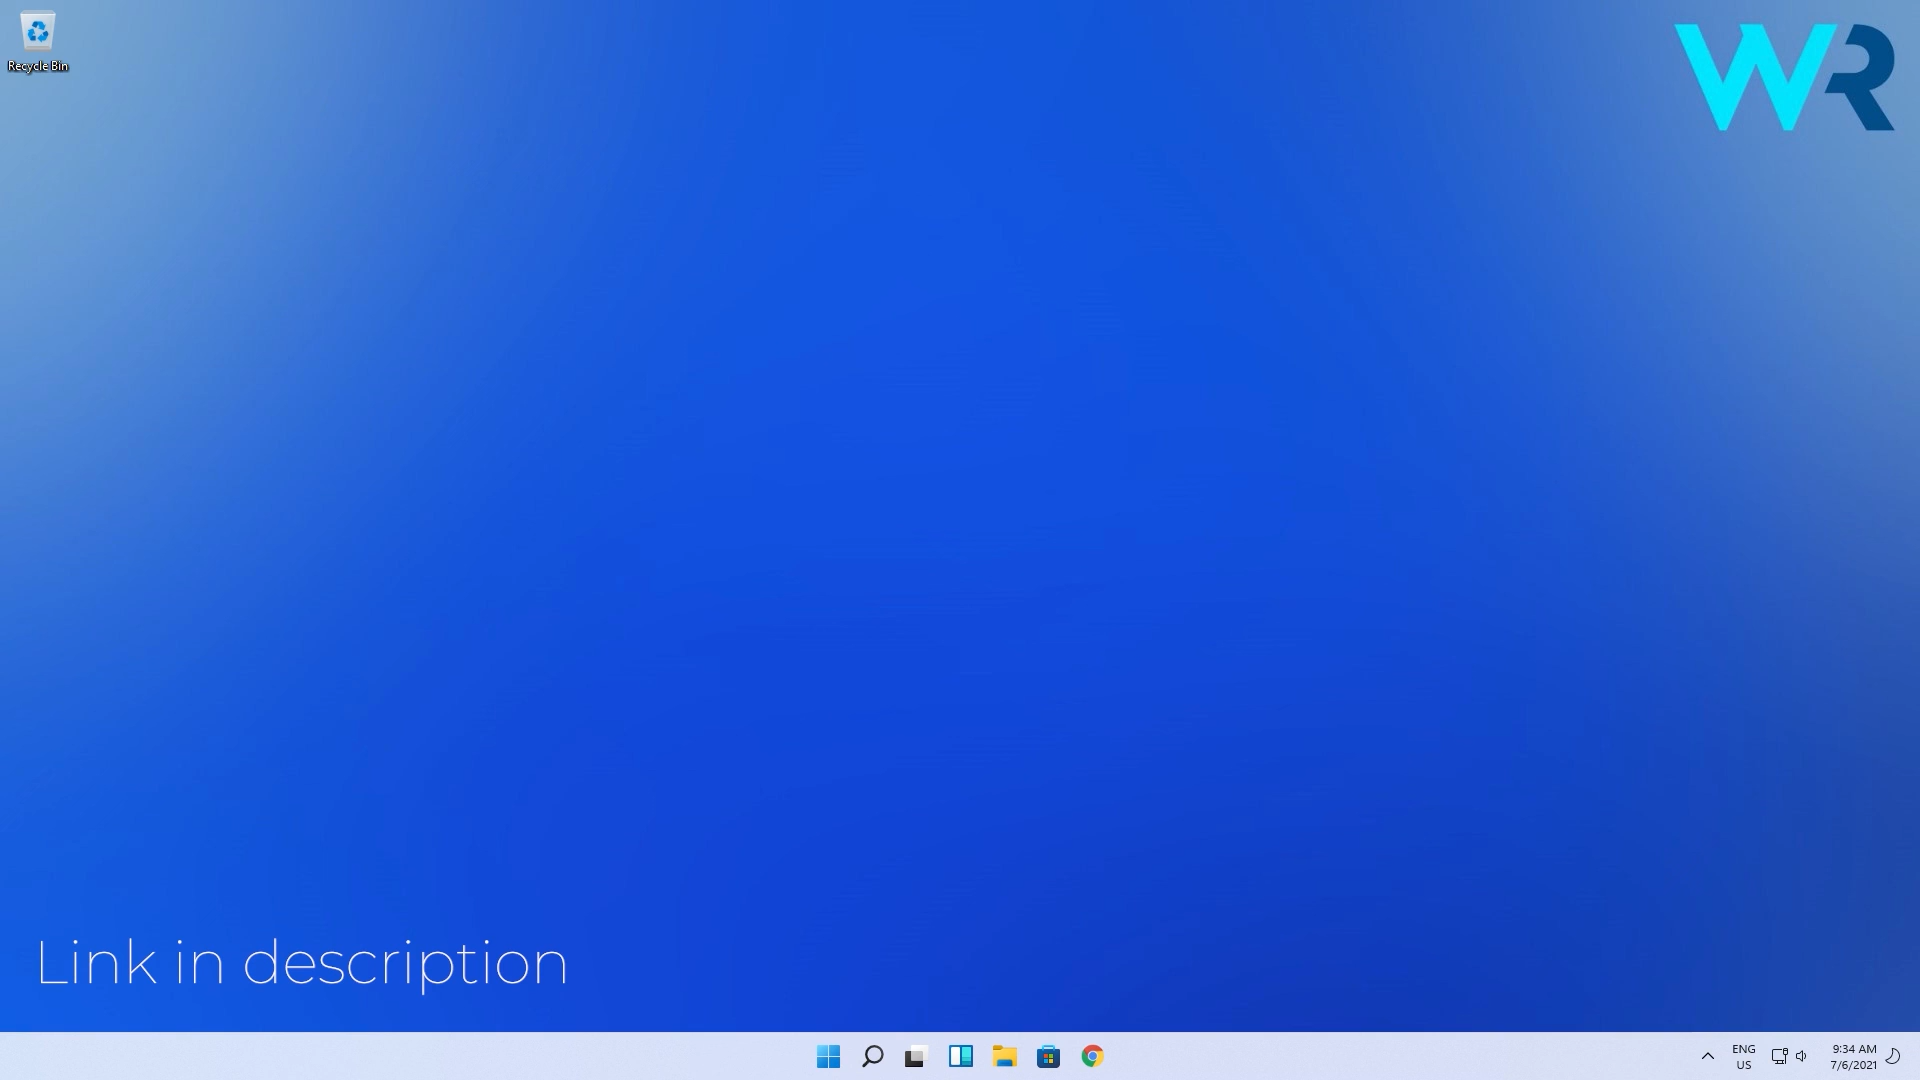 Recycle Bin
WR
Link in description
ENG
US
9:34 AM
7/6/2021